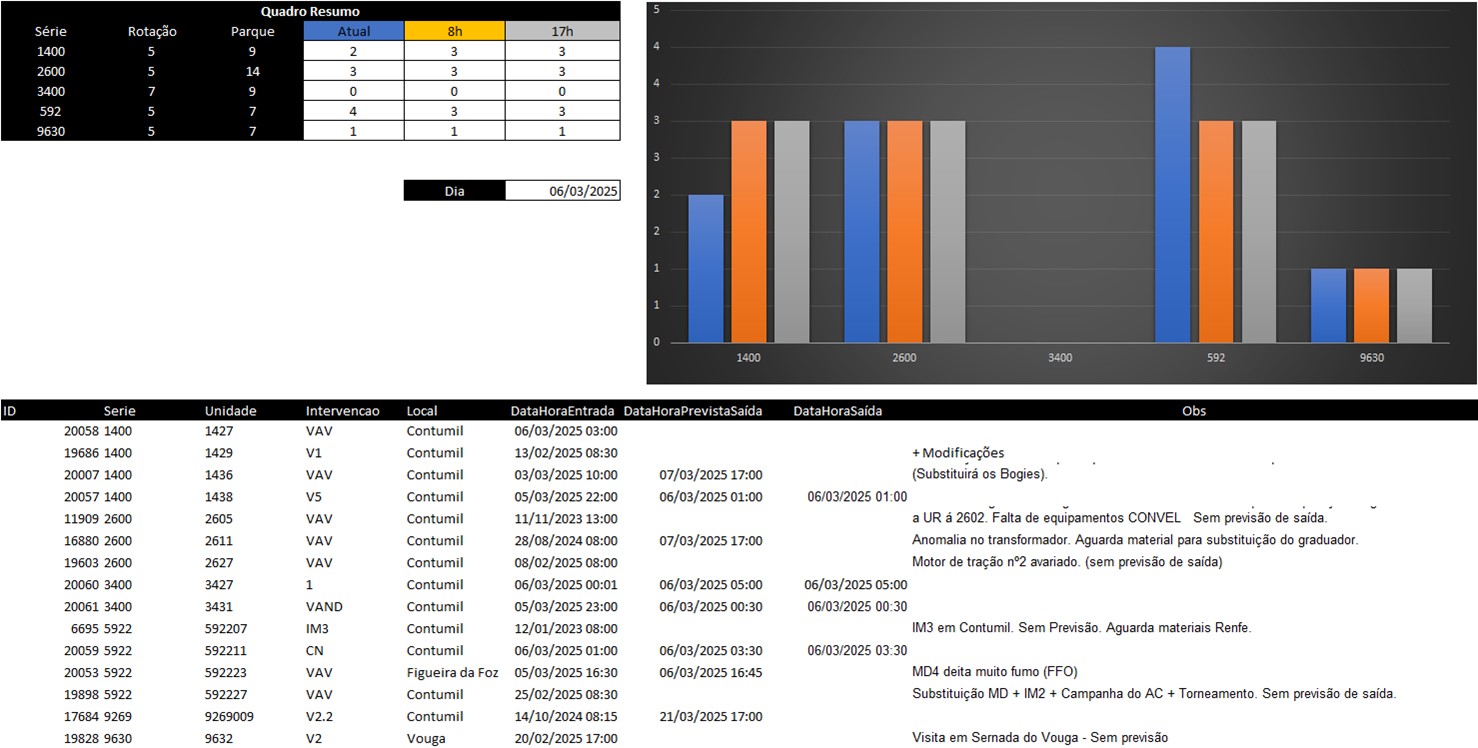 Quadro Resumo
Série Rotação Parque Atual 8h 17h
1400 5 9 2 3 3
2600 5 14 3 3 3
3400 7 9 0 0 0
592 5 7 4 3 3
9630 5 7 1 1 1
Dia 06/03/2025
5
4
4
3
3
2
2
1
1
0
1400 2600 3400 592 9630
ID Serie Unidade Intervencao Local DataHoraEntrada DataHoraPrevistaSaída DataHoraSaída Obs
20058 1400 1427 VAV Contumil 06/03/2025 03:00
19686 1400 1429 V1 Contumil 13/02/2025 08:30 + Modificações
20007 1400 1436 VAV Contumil 03/03/2025 10:00 07/03/2025 17:00 (Substituirá os Bogies).
20057 1400 1438 V5 Contumil 05/03/2025 22:00 06/03/2025 01:00 06/03/2025 01:00
11909 2600 2605 VAV Contumil 11/11/2023 13:00 a UR á 2602. Falta de equipamentos CONVEL Sem previsão de saída.
16880 2600 2611 VAV Contumil 28/08/2024 08:00 07/03/2025 17:00 Anomalia no transformador. Aguarda material para substituição do graduador.
19603 2600 2627 VAV Contumil 08/02/2025 08:00 Motor de tração nº2 avariado. (sem previsão de saída)
20060 3400 3427 1 Contumil 06/03/2025 00:01 06/03/2025 05:00 06/03/2025 05:00
20061 3400 3431 VAND Contumil 05/03/2025 23:00 06/03/2025 00:30 06/03/2025 00:30
6695 5922 592207 IM3 Contumil 12/01/2023 08:00 IM3 em Contumil. Sem Previsão. Aguarda materiais Renfe.
20059 5922 592211 CN Contumil 06/03/2025 01:00 06/03/2025 03:30 06/03/2025 03:30
20053 5922 592223 VAV Figueira da Foz 05/03/2025 16:30 06/03/2025 16:45 MD4 deita muito fumo (FFO)
19898 5922 592227 VAV Contumil 25/02/2025 08:30 Substituição MD + IM2 + Campanha do AC + Torneamento. Sem previsão de saída.
17684 9269 9269009 V2.2 Contumil 14/10/2024 08:15 21/03/2025 17:00
19828 9630 9632 V2 Vouga 20/02/2025 17:00 Visita em Sernada do Vouga - Sem previsão